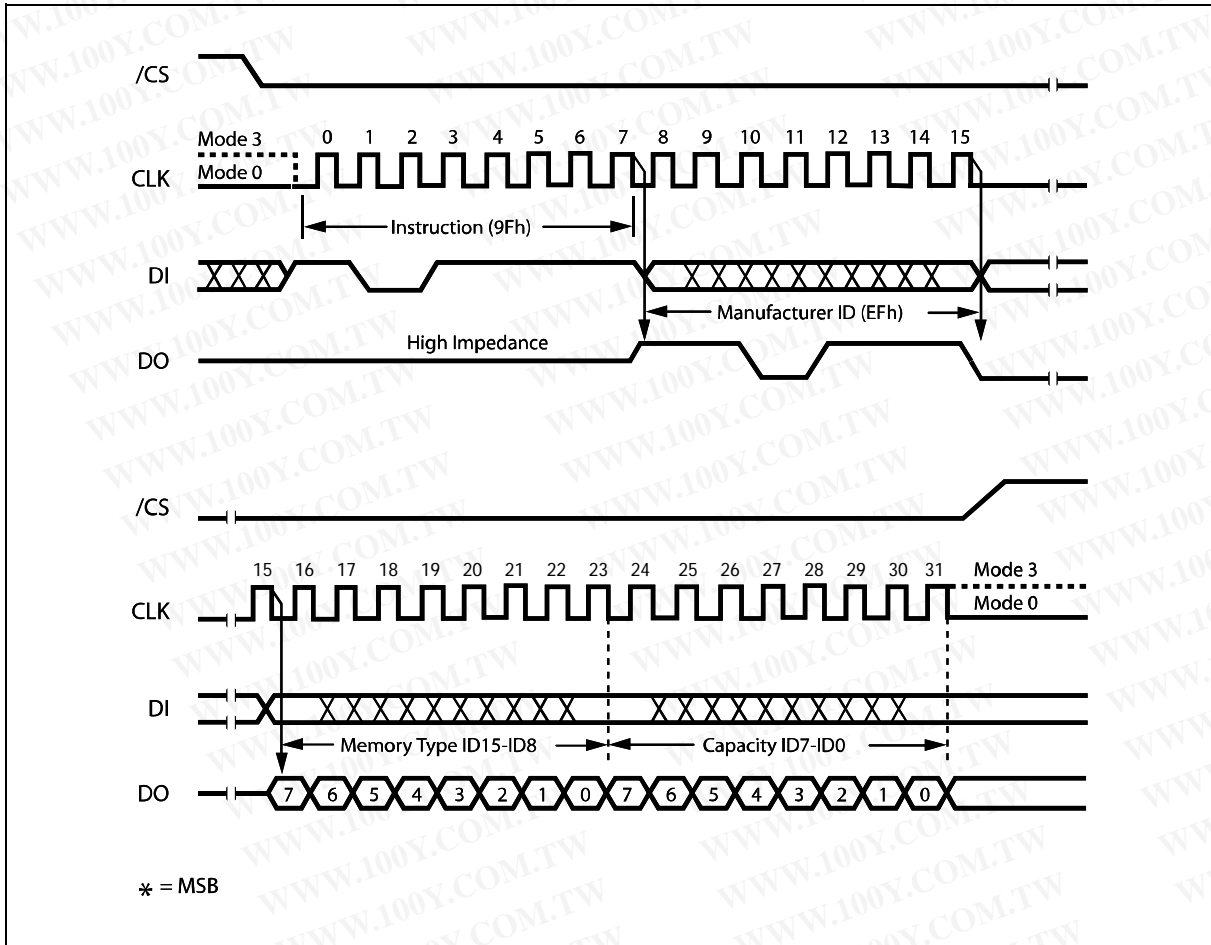 /CS
0 1 2 3 4 5 6 7 8 9 10 11 12 13 14 15
Mode 3
Mode 0
CLK
Instruction (9Fh)
DI
Manufacturer ID (EFh)
High Impedance
DO
/CS
15 16 17 18 19 20 21 22 23 24 25 26 27 28 29 30 31
Mode 3
Mode 0
CLK
DI
Memory Type ID15-ID8
Capacity ID7-ID0
DO
7 6 5 4 3 2 1 0 7 6 5 4 3 2 1 0
* = MSB
WWW.100Y.COM.TW